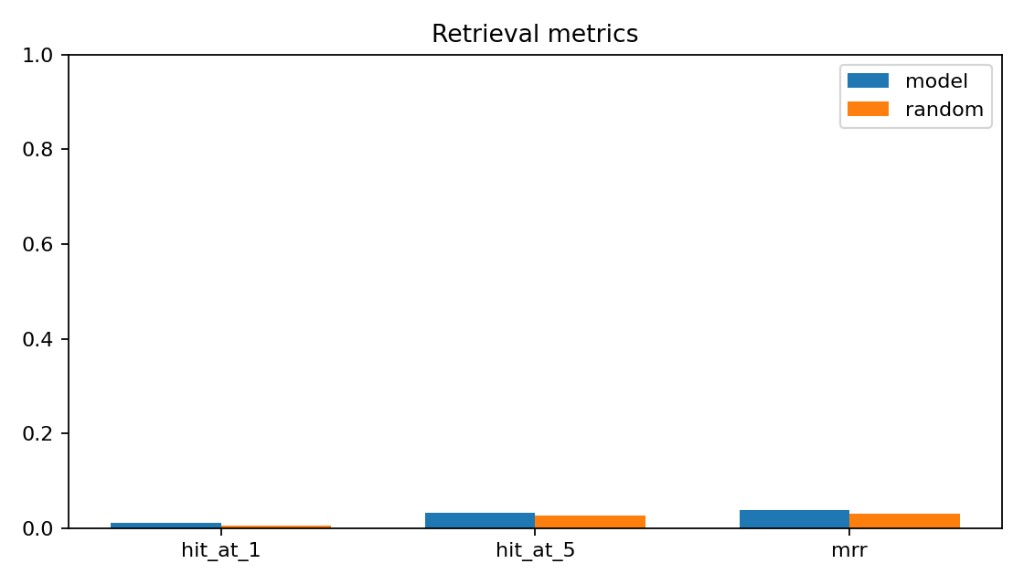 Retrieval metrics
1.0
0.8
0.6
0.4
0.2
0.0
model
random
hit_at_1
hit_at_5
mrr